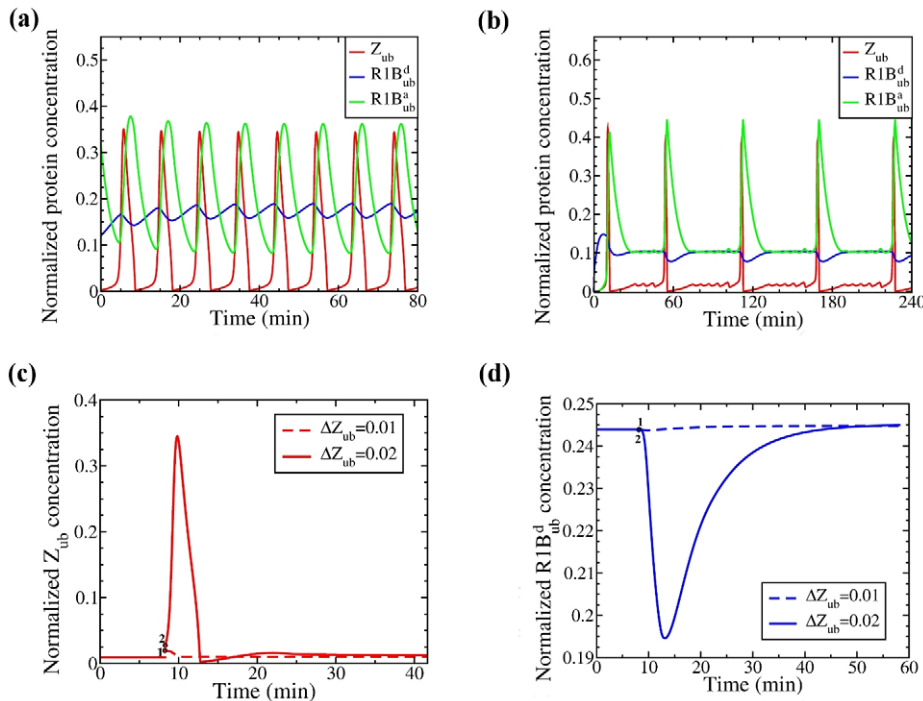 (a)
Normalized protein concentration
0.5
0.4
0.3
0.2
0.1
0
0 20 40 60 80
Time (min)
Z_ub
R1B^d_ub
R1B^a_ub
(b)
Normalized protein concentration
0.6
0.5
0.4
0.3
0.2
0.1
0
0 60 120 180 240
Time (min)
Z_ub
R1B^d_ub
R1B^a_ub
(c)
Normalized Z_ub concentration
0.4
0.3
0.2
0.1
0
0 10 20 30 40
Time (min)
ΔZ_ub=0.01
ΔZ_ub=0.02
2
1
(d)
Normalized R1B^d_ub concentration
0.25
0.24
0.23
0.22
0.21
0.2
0.19
0 10 20 30 40 50 60
Time (min)
ΔZ_ub=0.01
ΔZ_ub=0.02
1
2